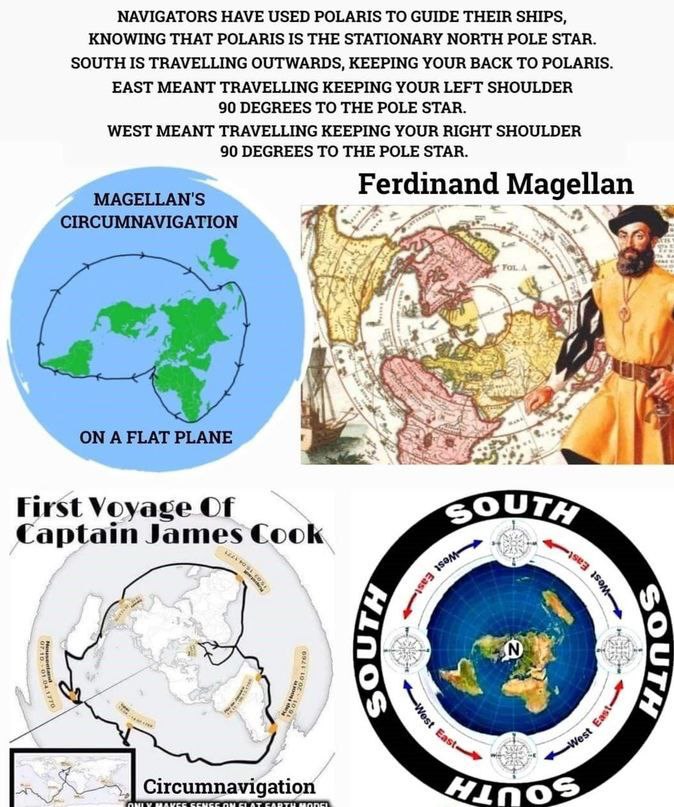 NAVIGATORS HAVE USED POLARIS TO GUIDE THEIR SHIPS,
KNOWING THAT POLARIS IS THE STATIONARY NORTH POLE STAR.
SOUTH IS TRAVELLING OUTWARDS, KEEPING YOUR BACK TO POLARIS.
EAST MEANT TRAVELLING KEEPING YOUR LEFT SHOULDER
90 DEGREES TO THE POLE STAR.
WEST MEANT TRAVELLING KEEPING YOUR RIGHT SHOULDER
90 DEGREES TO THE POLE STAR.
MAGELLAN'S
CIRCUMNAVIGATION
ON A FLAT PLANE
Ferdinand Magellan
First Voyage Of
Captain James Cook
Circumnavigation
ONLY MAKES SENSE ON FLAT EARTH MODEL
SOUTH
SOUTH
SOUTH
SOUTH
West East
West East
West East
West East
N